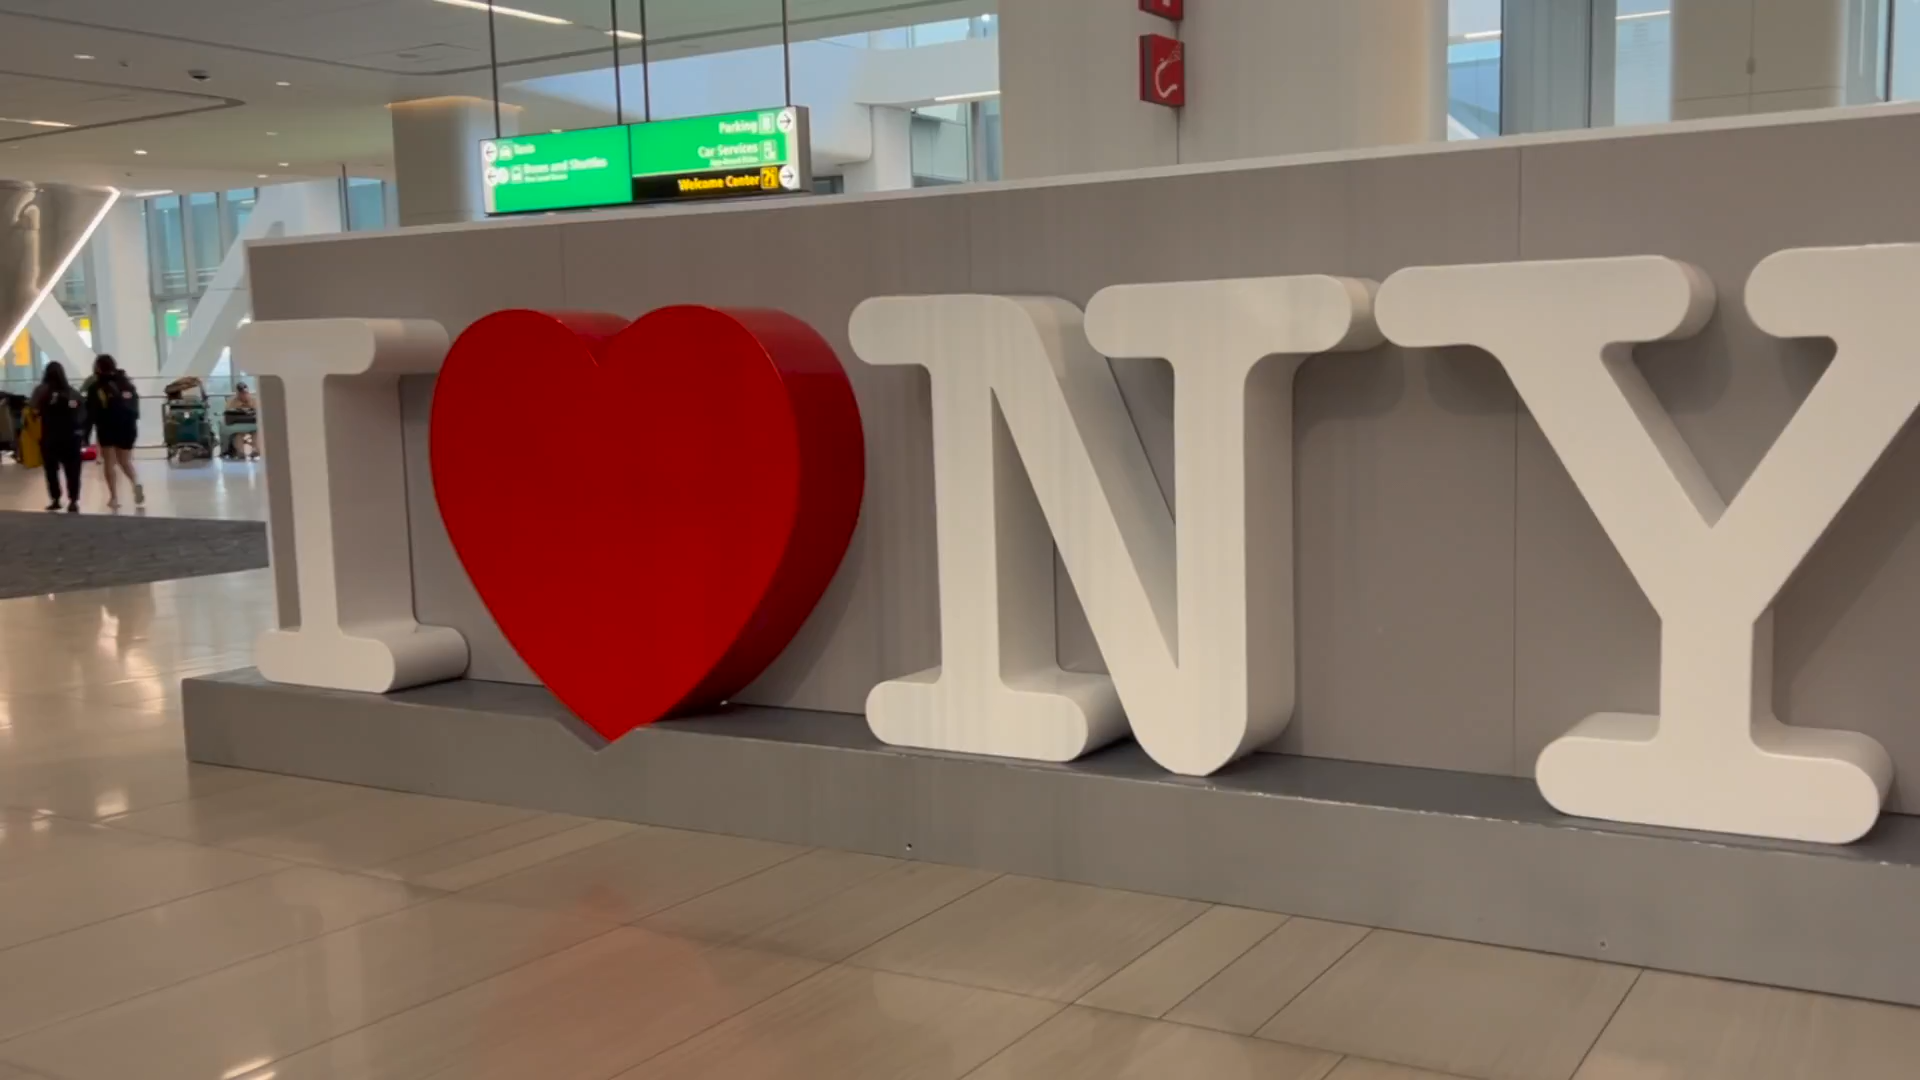 Taxis
Buses and Shuttles
Parking
Car Services
Welcome Center
I ♥ NY